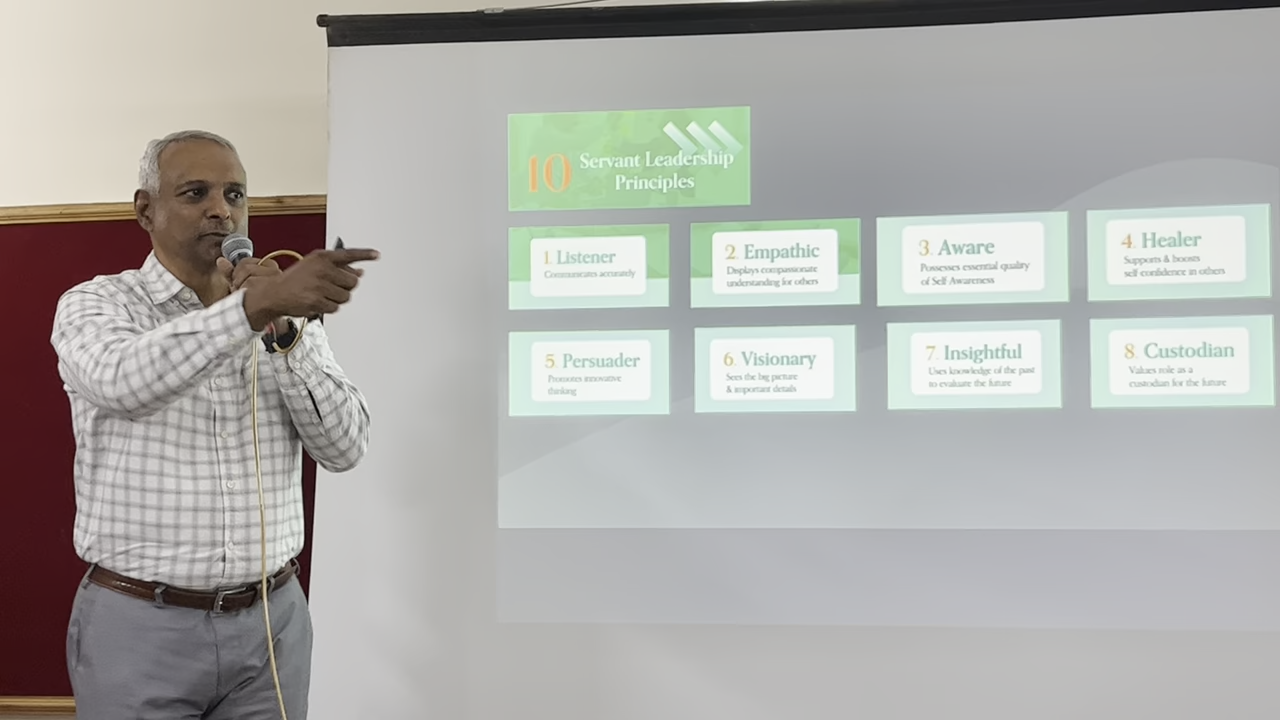 10 Servant Leadership
Principles
1. Listener
Communicates accurately
2. Empathic
Displays compassionate
understanding for others
3. Aware
Possesses essential quality
of Self-Awareness
4. Healer
Supports & boosts
self-confidence in others
5. Persuader
Promotes innovative
thinking
6. Visionary
Sees the big picture
& important details
7. Insightful
Uses knowledge of the past
to evaluate the future
8. Custodian
Values role as a
custodian for the future